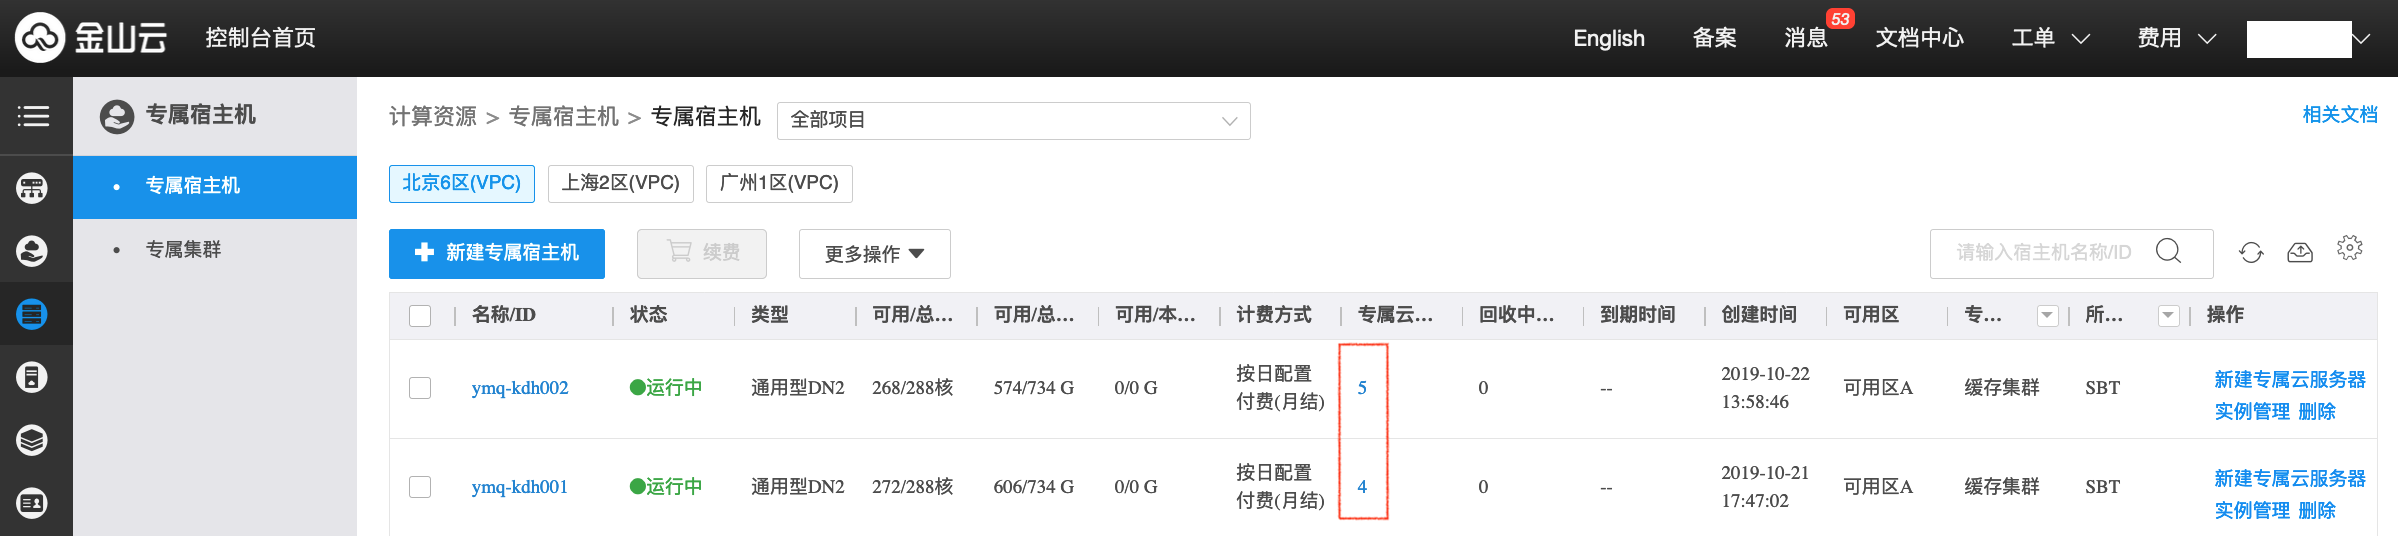 金山云 控制台首页 English 备案 消息 53 文档中心 工单 费用
专属宿主机
专属宿主机
专属集群
计算资源 > 专属宿主机 > 专属宿主机 全部项目 相关文档
北京6区(VPC) 上海2区(VPC) 广州1区(VPC)
新建专属宿主机 续费 更多操作 请输入宿主机名称/ID
名称/ID 状态 类型 可用/总... 可用/总... 可用/本... 计费方式 专属云... 回收中... 到期时间 创建时间 可用区 专... 所... 操作
ymq-kdh002 运行中 通用型DN2 268/288核 574/734 G 0/0 G 按日配置 5 0 -- 2019-10-22 可用区A 缓存集群 SBT 新建专属云服务器
付费(月结) 13:58:46 实例管理 删除
ymq-kdh001 运行中 通用型DN2 272/288核 606/734 G 0/0 G 按日配置 4 0 -- 2019-10-21 可用区A 缓存集群 SBT 新建专属云服务器
付费(月结) 17:47:02 实例管理 删除